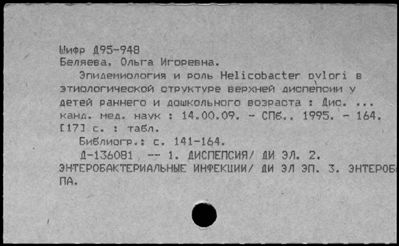 Шифр Д95-948
Беляева, Ольга Игоревна.
Эпидемиология и роль Helicobacter pylori в
этиологической структуре верхней диспепсии у
детей раннего и дошкольного возраста : Дис. ...
канд. мед. наук : 14.00.09. - СПб., 1995. - 164,
[17] с. : табл.
Библиогр.: с. 141-164.
Д-136081 -- 1. ДИСПЕПСИЯ/ ДИ ЭЛ. 2.
ЭНТЕРОБАКТЕРИАЛЬНЫЕ ИНФЕКЦИИ/ ДИ ЭЛ ЭП. 3. ЭНТЕРОБ
ПА.